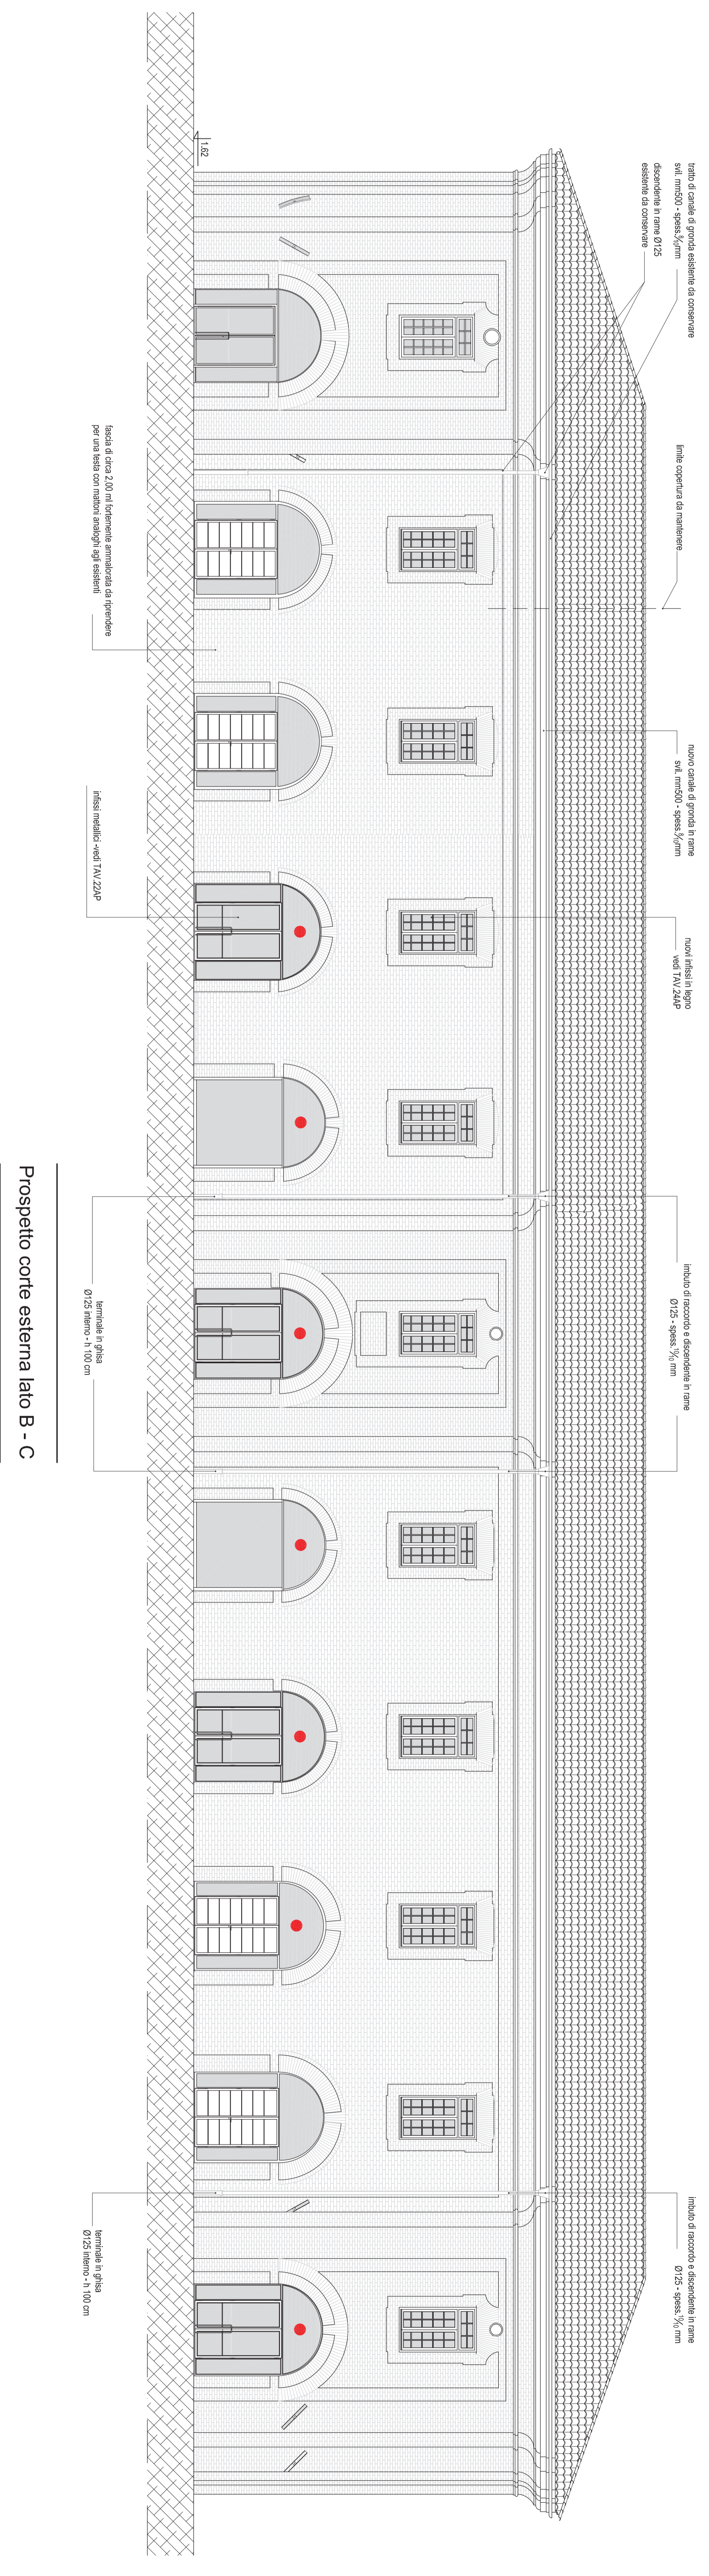 tratto di canale di gronda esistente da conservare
svil. mm500 - spess.8/10mm
discendente in rame Ø125
esistente da conservare
limite copertura da mantenere
nuovo canale di gronda in rame
svil. mm500 - spess.8/10mm
nuovi infissi in legno
vedi TAV.24AP
imbuto di raccordo e discendente in rame
Ø125 - spess.10/10 mm
imbuto di raccordo e discendente in rame
Ø125 - spess.10/10 mm
1.62
fascia di circa 2,00 ml fortemente ammalorata da riprendere
per una testa con mattoni analoghi agli esistenti
infissi metallici -vedi TAV.22AP
terminale in ghisa
Ø125 interno - h 100 cm
terminale in ghisa
Ø125 interno - h 100 cm
Prospetto corte esterna lato B - C